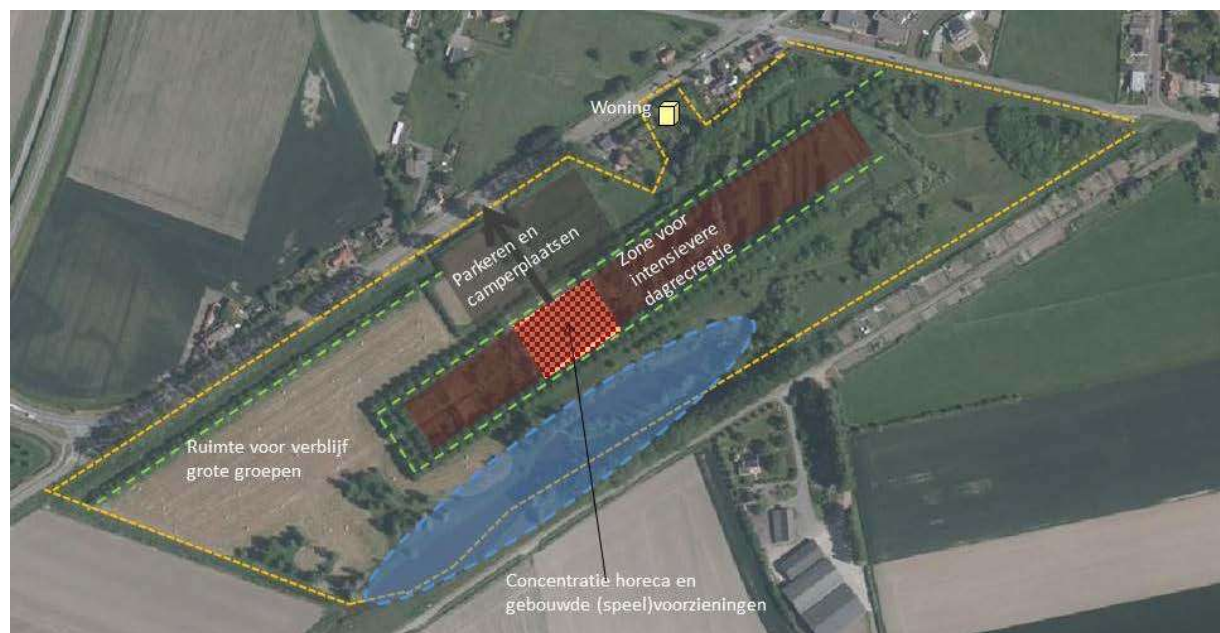 Woning
Parkeren en
camperplaatsen
Zone voor
intensievere
dagrecreatie
Ruimte voor verblijf
grote groepen
Concentratie horeca en
gebouwde (speel)voorzieningen